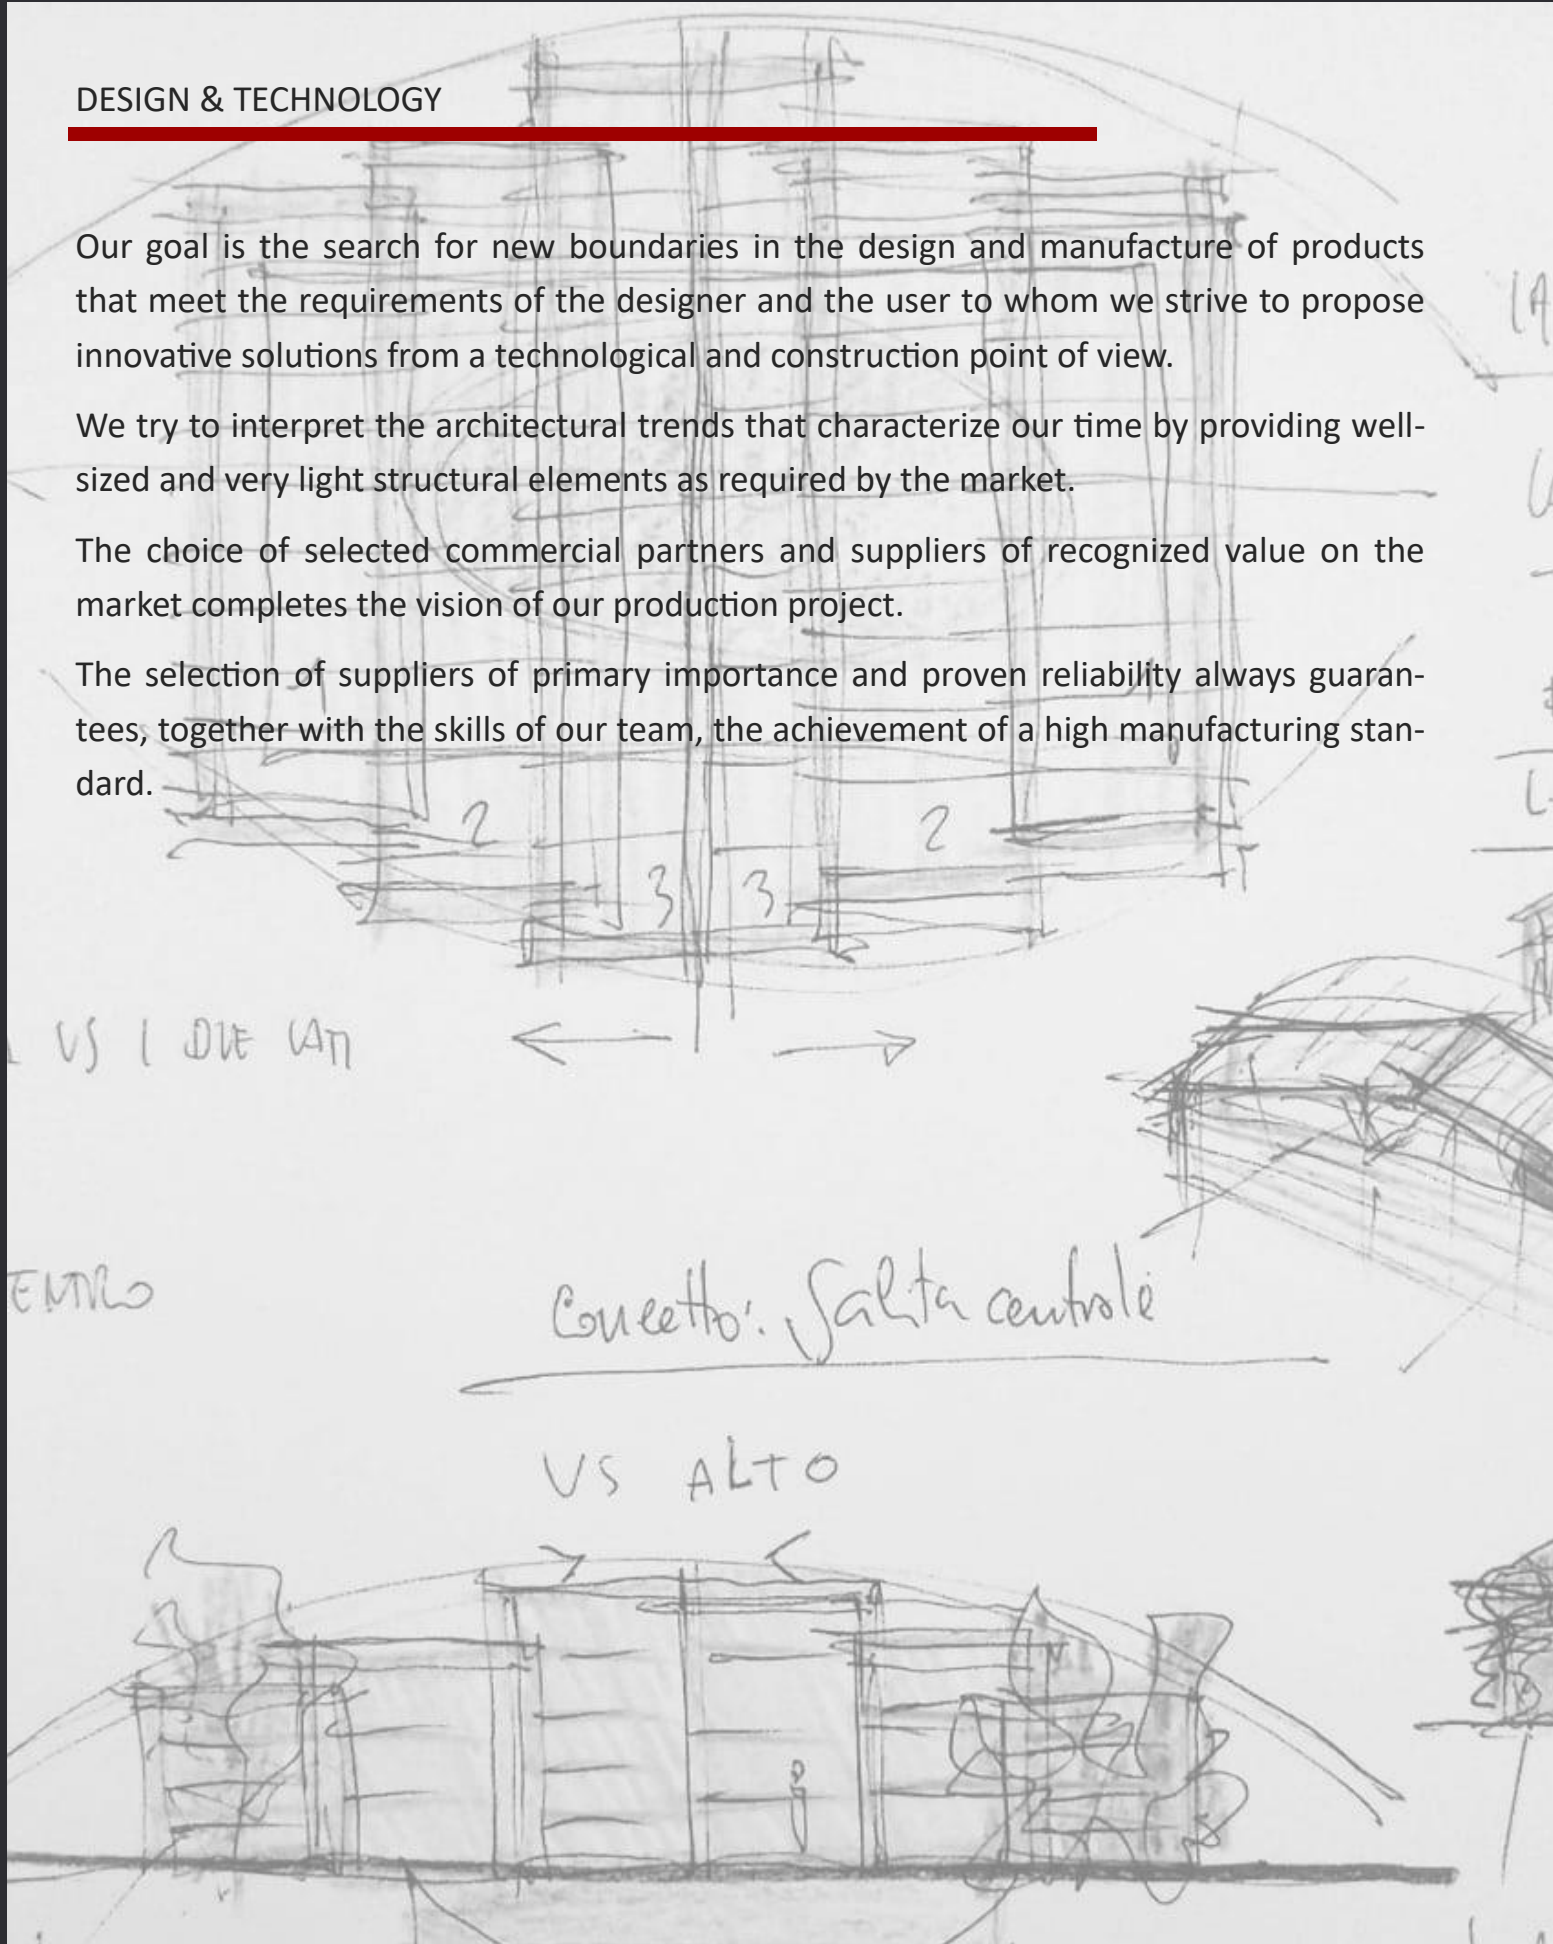 DESIGN & TECHNOLOGY
Our goal is the search for new boundaries in the design and manufacture of products
that meet the requirements of the designer and the user to whom we strive to propose
innovative solutions from a technological and construction point of view.
We try to interpret the architectural trends that characterize our time by providing well-
sized and very light structural elements as required by the market.
The choice of selected commercial partners and suppliers of recognized value on the
market completes the vision of our production project.
The selection of suppliers of primary importance and proven reliability always guaran-
tees, together with the skills of our team, the achievement of a high manufacturing stan-
dard.
1 1
2 2
3 3
VS I DUE LATI
Concetto: Salita centrale
VS ALTO